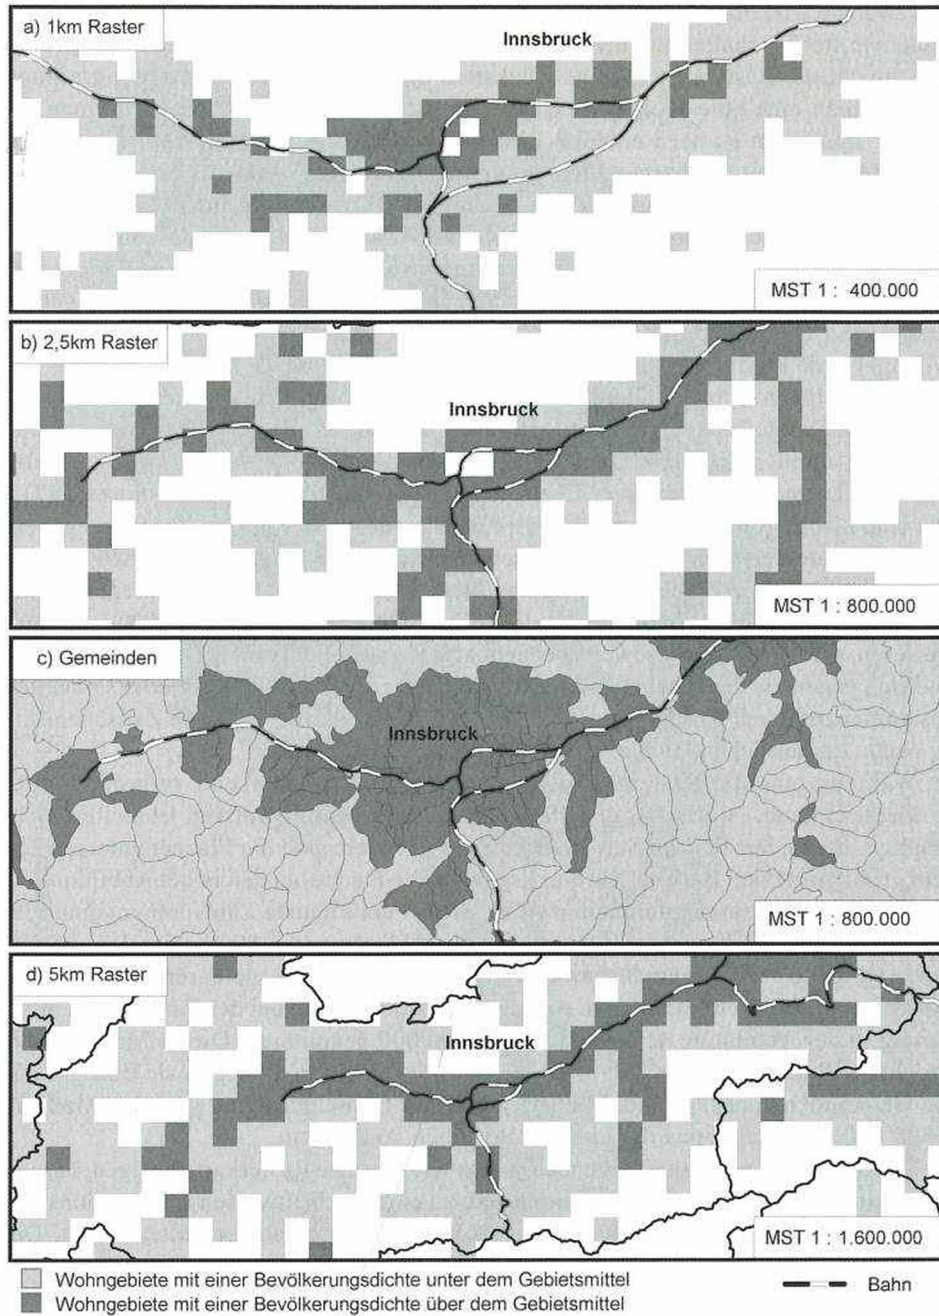 a) 1km Raster
Innsbruck
MST 1 : 400.000
b) 2,5km Raster
Innsbruck
MST 1 : 800.000
c) Gemeinden
Innsbruck
MST 1 : 800.000
d) 5km Raster
Innsbruck
MST 1 : 1.600.000
Wohngebiete mit einer Bevölkerungsdichte unter dem Gebietsmittel
Wohngebiete mit einer Bevölkerungsdichte über dem Gebietsmittel
Bahn